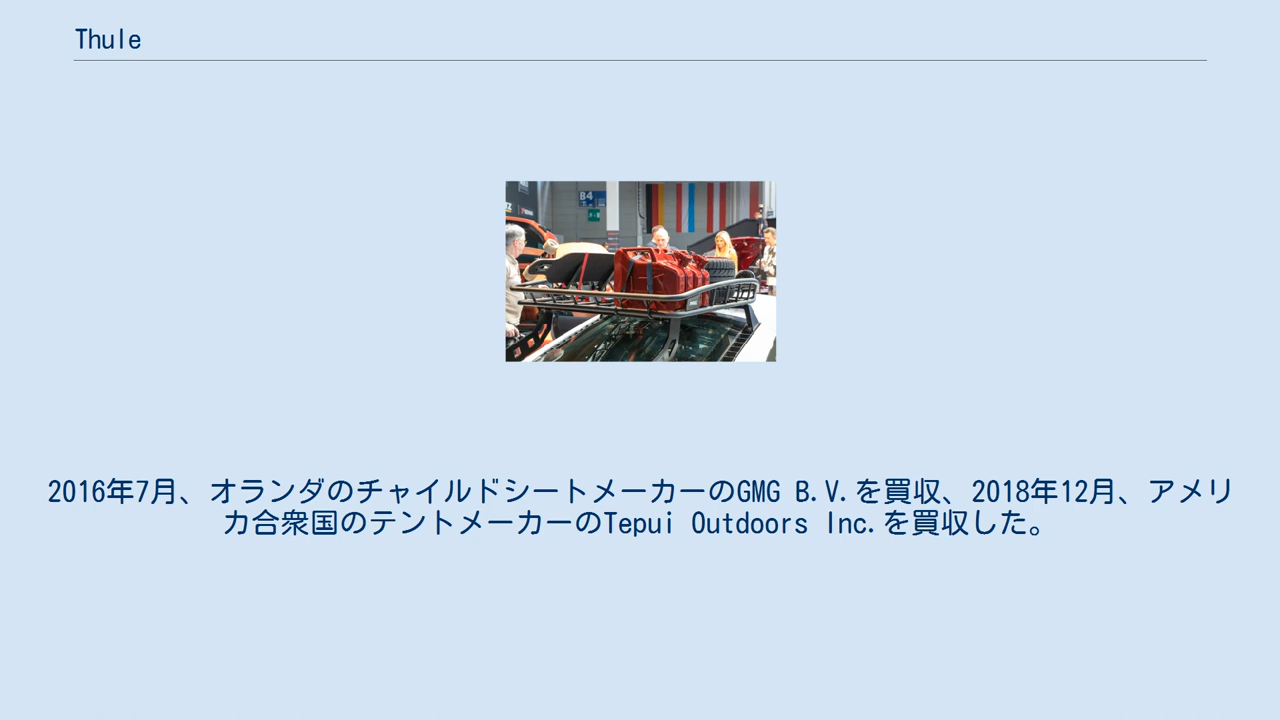 Thule
B4
2016年7月、オランダのチャイルドシートメーカーのGMG B.V.を買収、2018年12月、アメリ
カ合衆国のテントメーカーのTepui Outdoors Inc.を買収した。